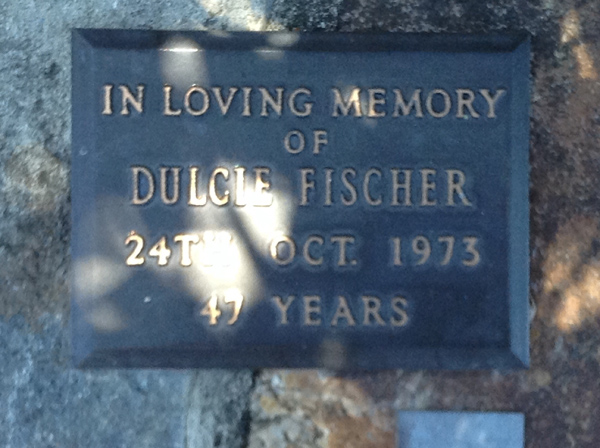 IN LOVING MEMORY
OF
DULCIE FISCHER
24TH OCT. 1973
47 YEARS